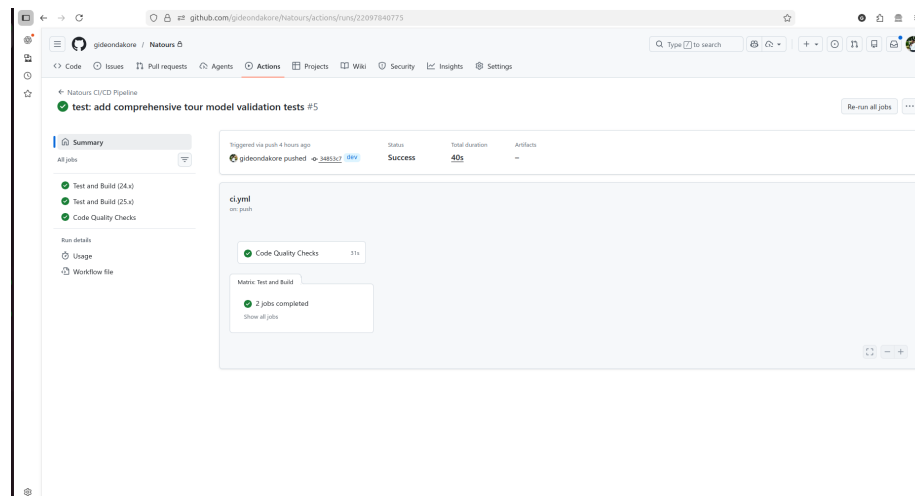 github.com/gideondakore/Natours/actions/runs/22097840775
gideondakore / Natours
Type / to search
Code Issues Pull requests Agents Actions Projects Wiki Security Insights Settings
← Natours CI/CD Pipeline
test: add comprehensive tour model validation tests #5
Re-run all jobs
Summary
All jobs
Test and Build (24.x)
Test and Build (25.x)
Code Quality Checks
Run details
Usage
Workflow file
Triggered via push 4 hours ago
gideondakore pushed 34853c7 dev
Status
Success
Total duration
40s
Artifacts
–
ci.yml
on: push
Code Quality Checks 31s
Matrix: Test and Build
2 jobs completed
Show all jobs